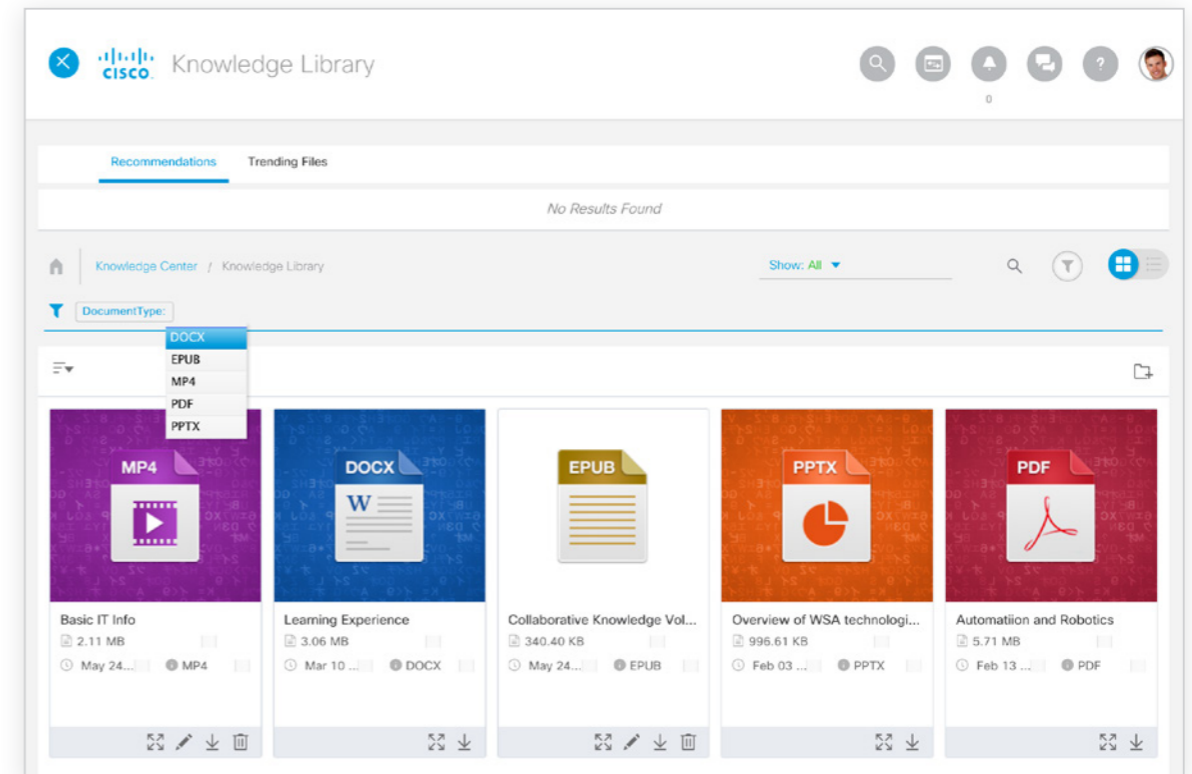 CISCO Knowledge Library
?
0
Recommendations Trending Files
No Results Found
Knowledge Center / Knowledge Library Show: All
DocumentType:
DOCX
EPUB
MP4
PDF
PPTX
MP4 DOCX EPUB PPTX PDF
W
Basic IT Info Learning Experience Collaborative Knowledge Vol... Overview of WSA technologi... Automatiion and Robotics
2.11 MB 3.06 MB 340.40 KB 996.61 KB 5.71 MB
May 24... MP4 Mar 10 ... DOCX May 24... EPUB Feb 03 ... PPTX Feb 13 ... PDF